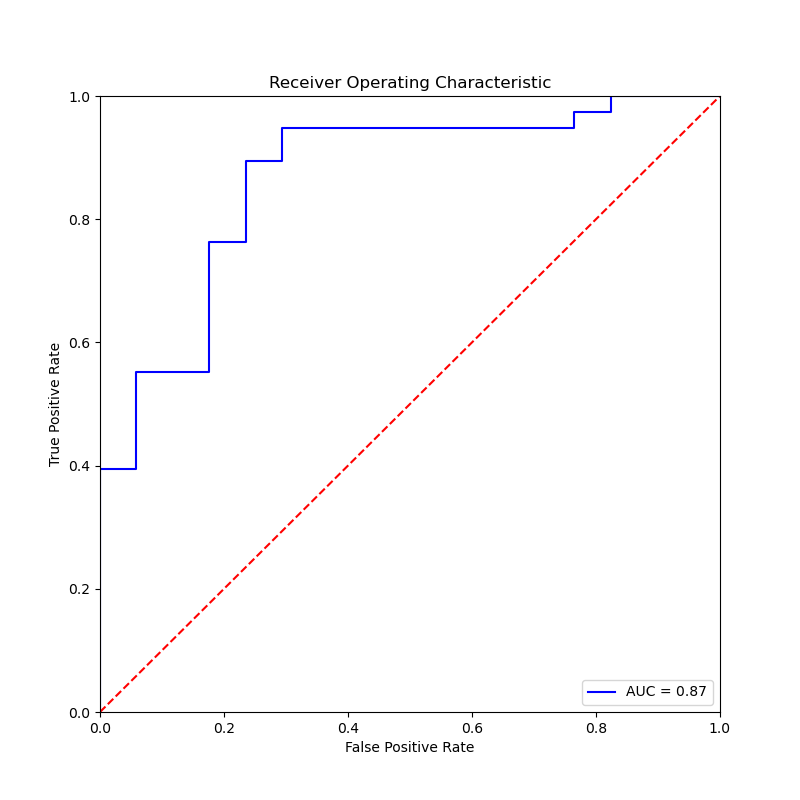 Receiver Operating Characteristic
True Positive Rate
1.0
0.8
0.6
0.4
0.2
0.0
0.0 0.2 0.4 0.6 0.8 1.0
False Positive Rate
AUC = 0.87